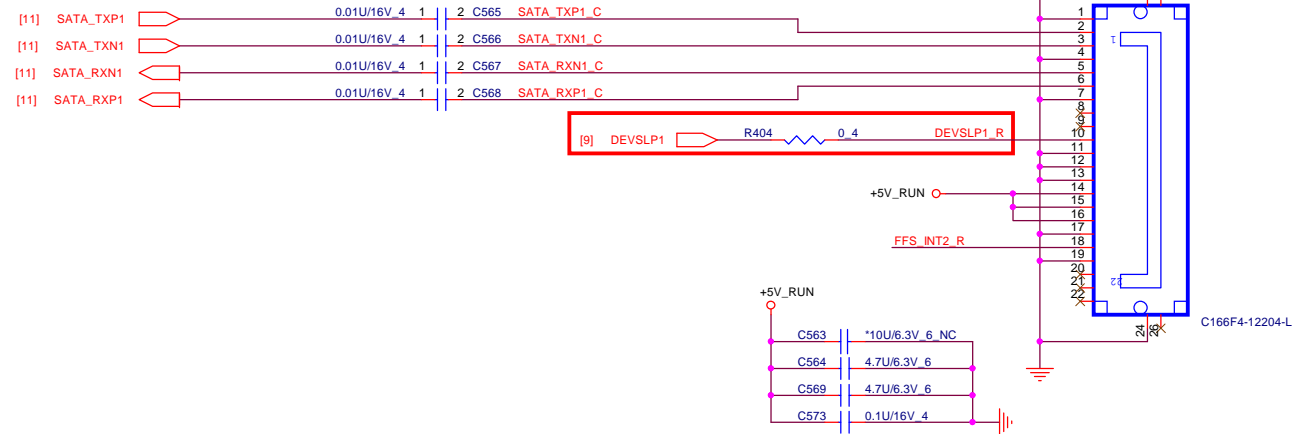 [11] SATA_TXP1 0.01U/16V_4 1 2 C565 SATA_TXP1_C 1
2
[11] SATA_TXN1 0.01U/16V_4 1 2 C566 SATA_TXN1_C 3
4
[11] SATA_RXN1 0.01U/16V_4 1 2 C567 SATA_RXN1_C 5
6
[11] SATA_RXP1 0.01U/16V_4 1 2 C568 SATA_RXP1_C 7
8
9
[9] DEVSLP1 R404 0_4 DEVSLP1_R 10
11
12
13
+5V_RUN 14
15
16
17
FFS_INT2_R 18
19
20
21
22
1
22
24
26
C166F4-12204-L
+5V_RUN
C563 *10U/6.3V_6_NC
C564 4.7U/6.3V_6
C569 4.7U/6.3V_6
C573 0.1U/16V_4